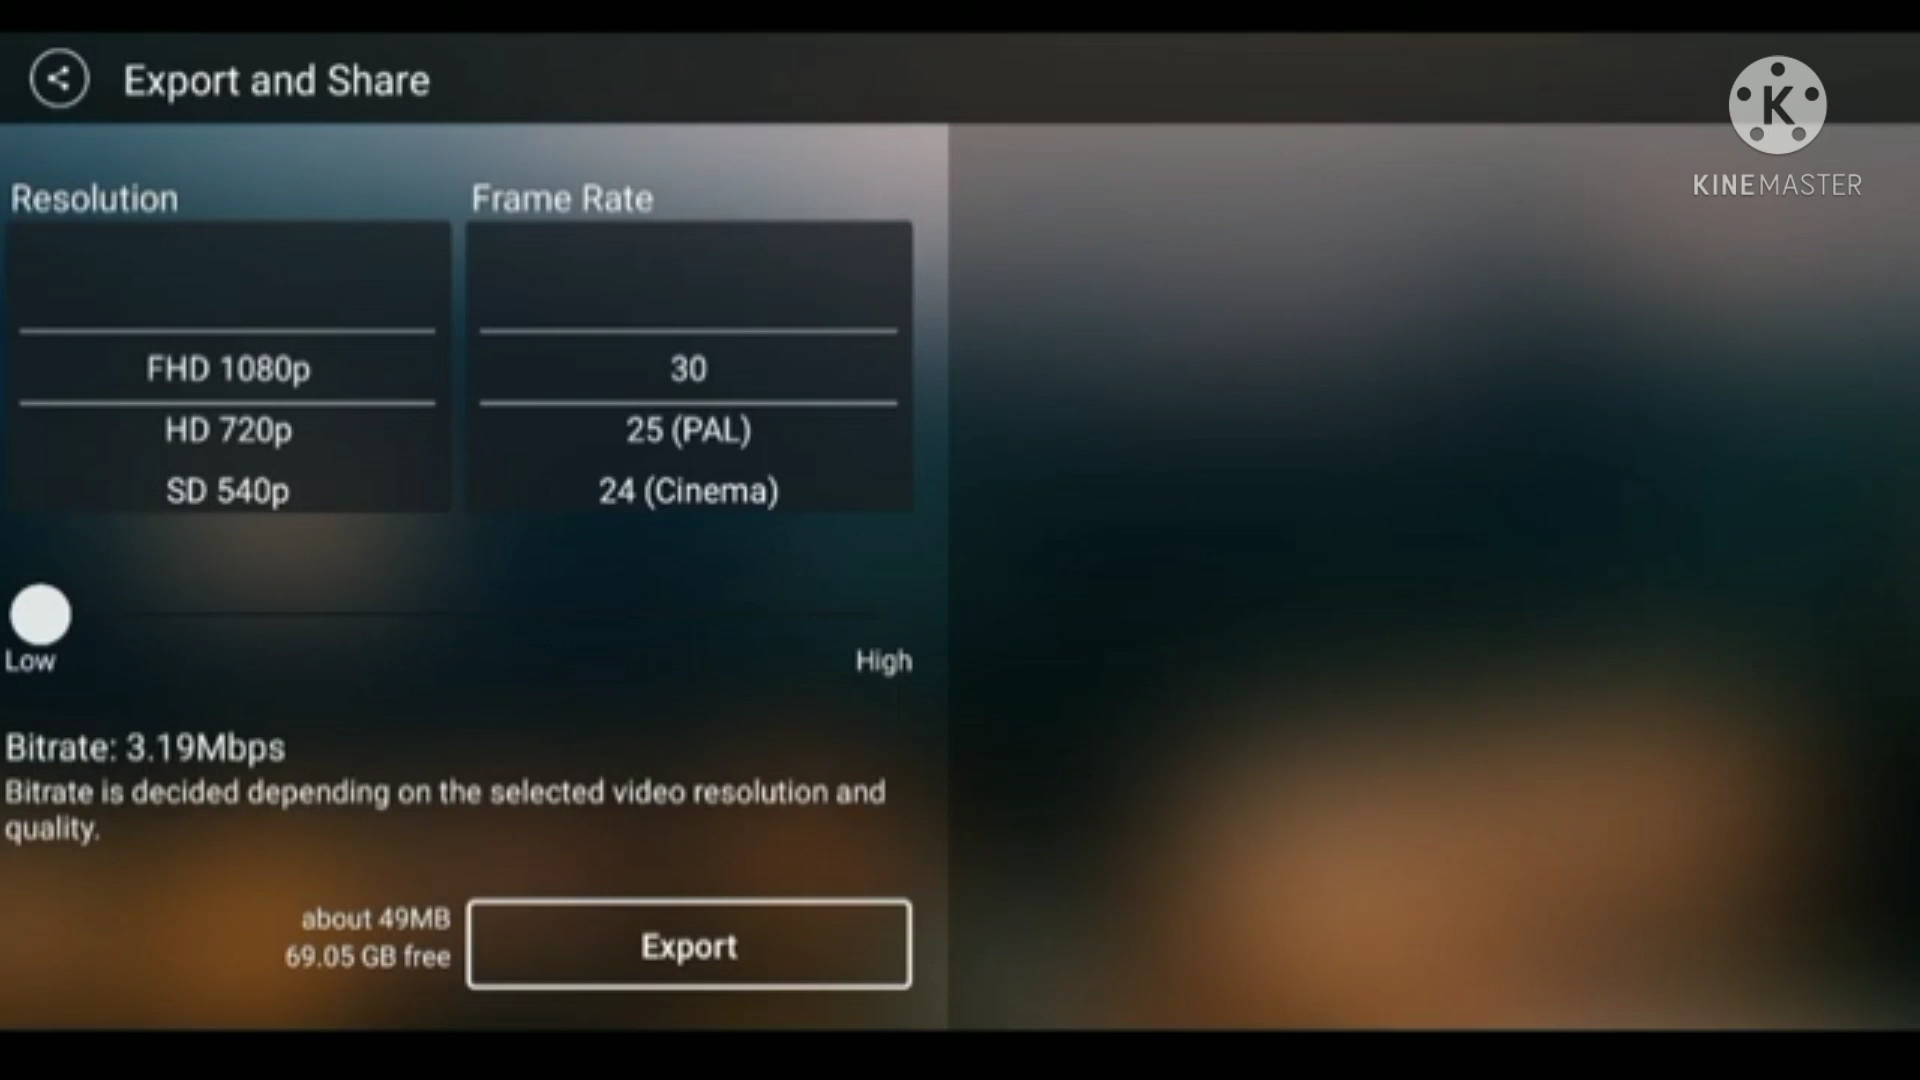 Export and Share
K
KINEMASTER
Resolution
Frame Rate
FHD 1080p
30
HD 720p
25 (PAL)
SD 540p
24 (Cinema)
Low
High
Bitrate: 3.19Mbps
Bitrate is decided depending on the selected video resolution and
quality.
about 49MB
69.05 GB free
Export